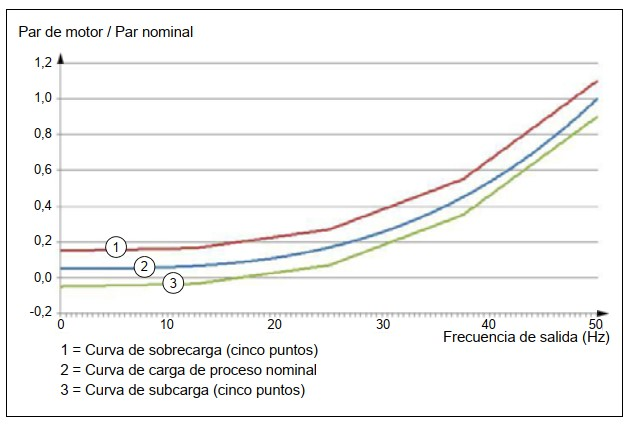 Par de motor / Par nominal
1,2
1,0
0,8
0,6
0,4
0,2
0,0
-0,2
1
2
3
0 10 20 30 40 50
Frecuencia de salida (Hz)
1 = Curva de sobrecarga (cinco puntos)
2 = Curva de carga de proceso nominal
3 = Curva de subcarga (cinco puntos)